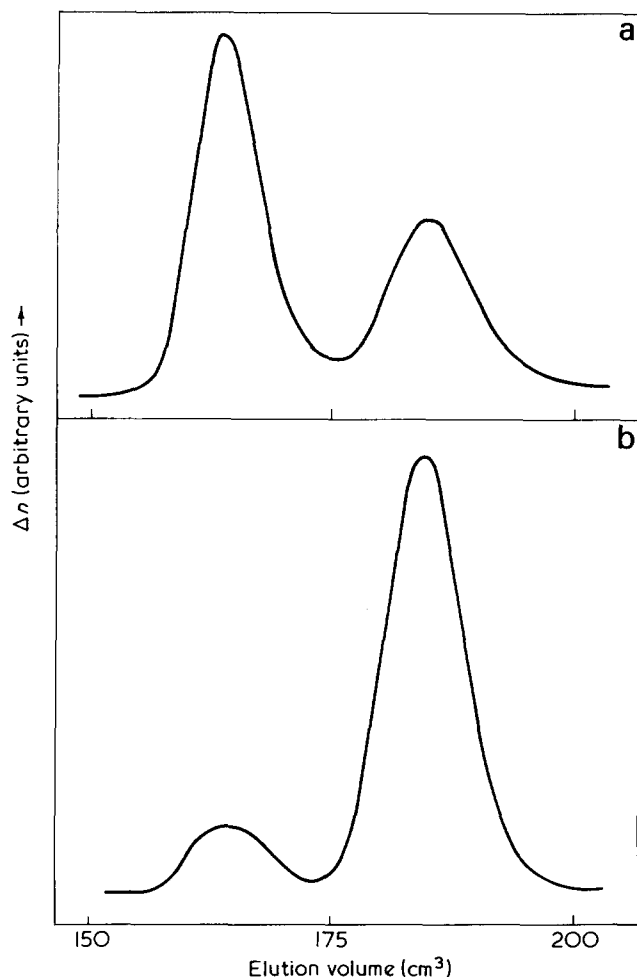 a
b
Δn (arbitrary units) →
150 175 200
Elution volume (cm³)